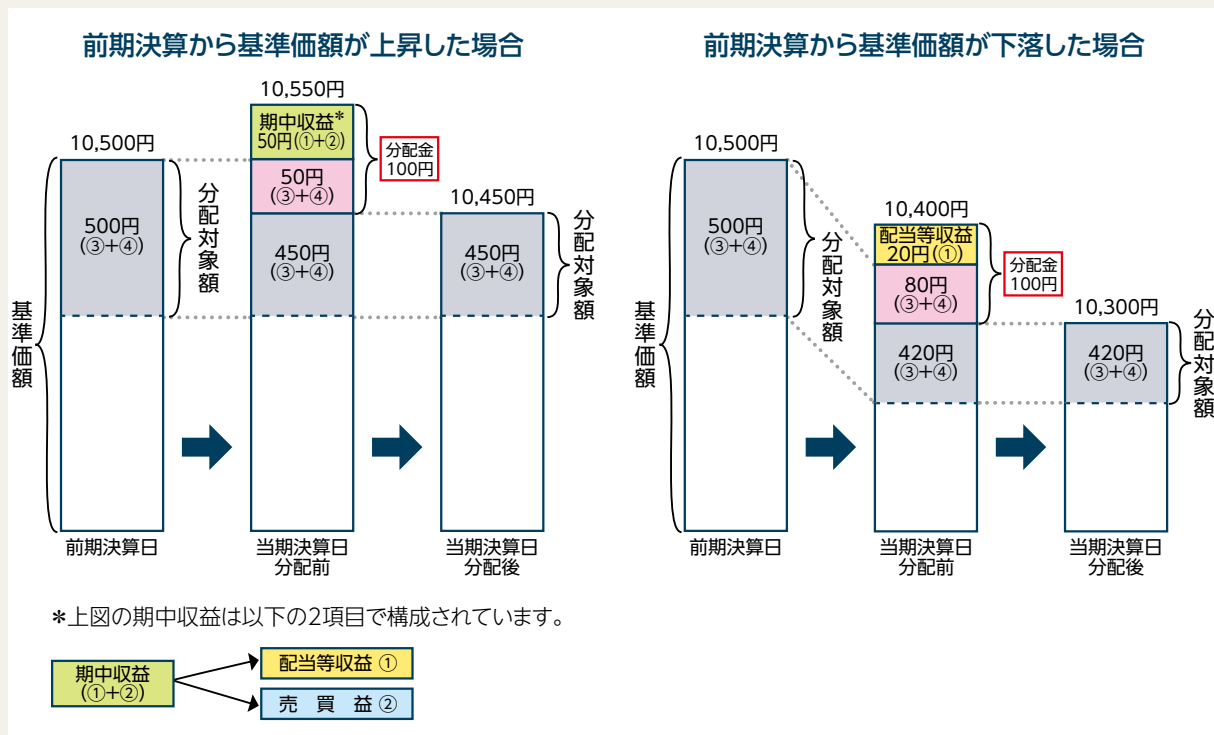 前期決算から基準価額が上昇した場合
10,500円
500円
(③+④)
分配対象額
基準価額
前期決算日
10,550円
期中収益*
50円(①+②)
50円
(③+④)
450円
(③+④)
分配金
100円
当期決算日
分配前
10,450円
450円
(③+④)
分配対象額
当期決算日
分配後
前期決算から基準価額が下落した場合
10,500円
500円
(③+④)
分配対象額
基準価額
前期決算日
10,400円
配当等収益
20円(①)
80円
(③+④)
420円
(③+④)
分配金
100円
当期決算日
分配前
10,300円
420円
(③+④)
分配対象額
当期決算日
分配後
*上図の期中収益は以下の2項目で構成されています。
期中収益
(①+②)
配当等収益 ①
売 買 益 ②